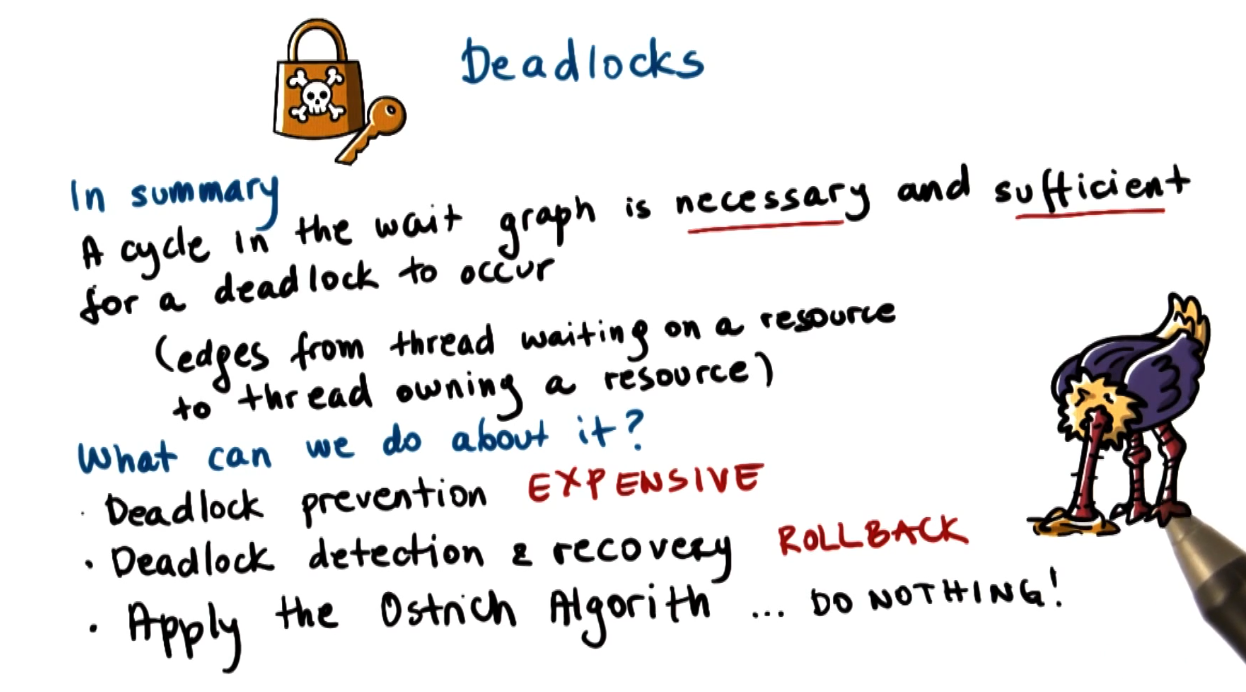 Deadlocks
In summary
A cycle in the wait graph is necessary and sufficient
for a deadlock to occur
(edges from thread waiting on a resource
to thread owning a resource)
What can we do about it?
· Deadlock prevention EXPENSIVE
· Deadlock detection & recovery ROLLBACK
· Apply the Ostrich Algorith ... DO NOTHING!